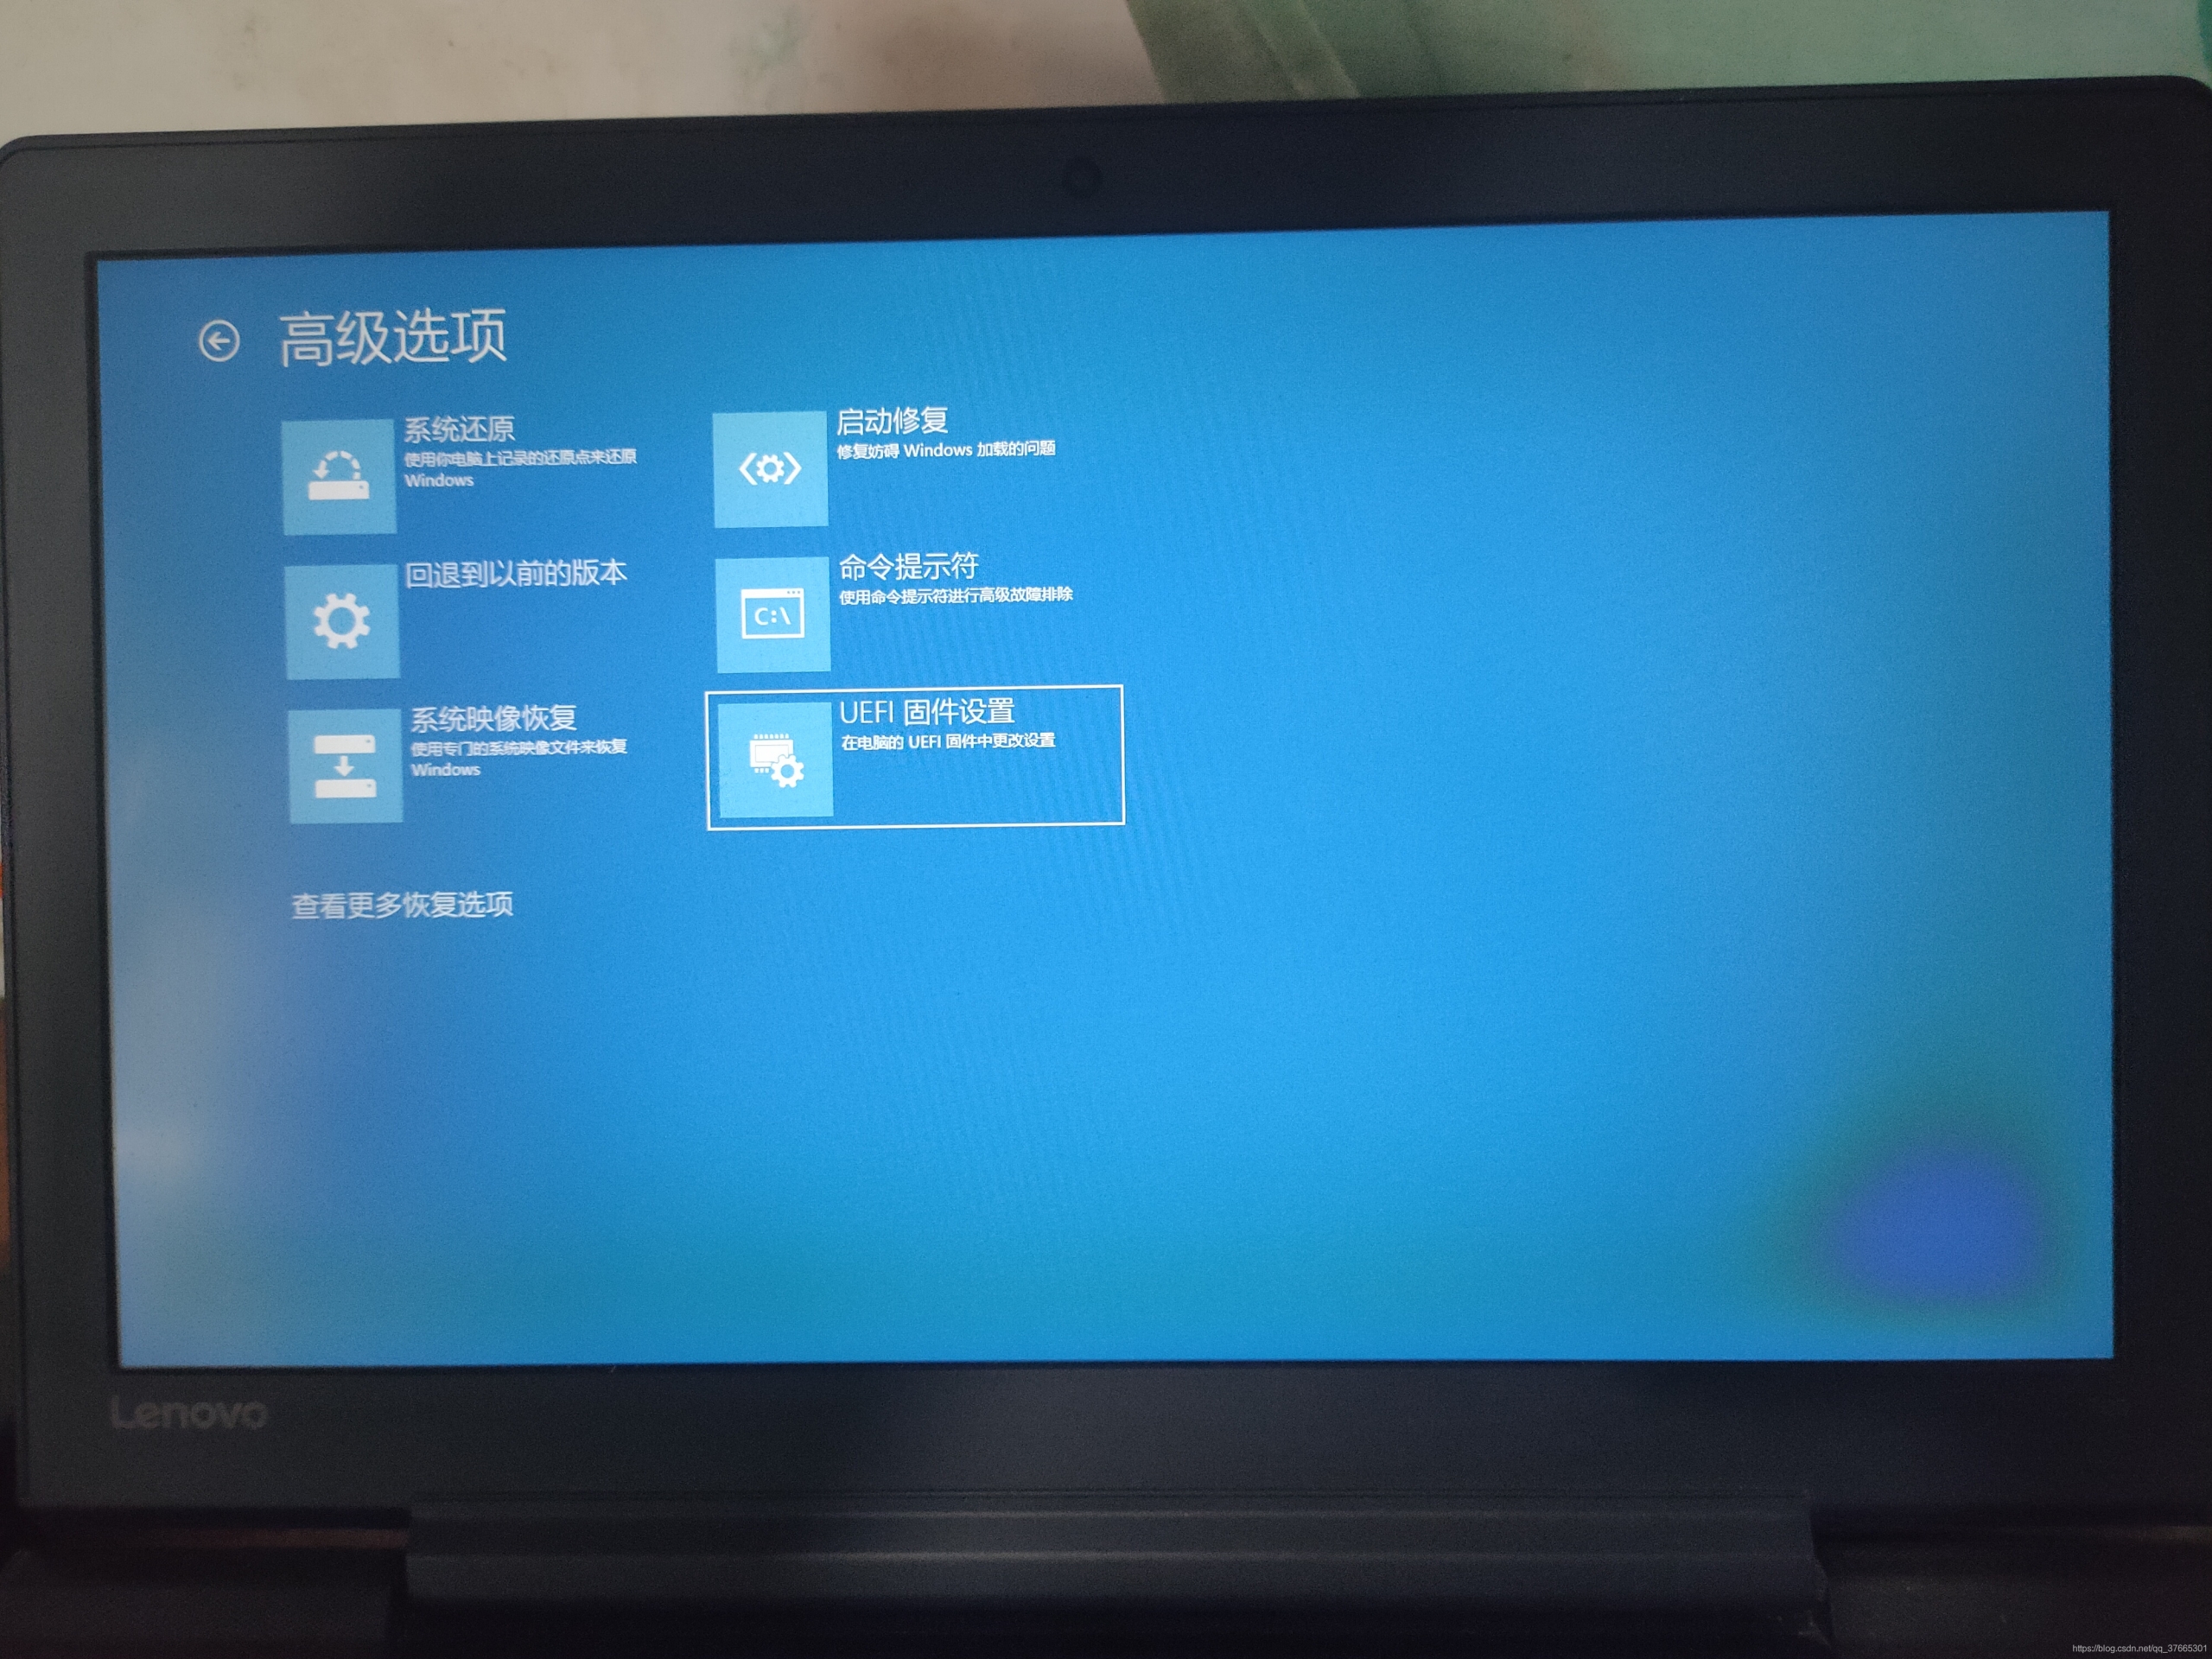 高级选项
系统还原
使用你电脑上记录的还原点来还原
Windows
启动修复
修复妨碍 Windows 加载的问题
回退到以前的版本
命令提示符
使用命令提示符进行高级故障排除
C:\
系统映像恢复
使用专门的系统映像文件来恢复
Windows
UEFI 固件设置
在电脑的 UEFI 固件中更改设置
查看更多恢复选项
Lenovo
https://blog.csdn.net/qq_37665301